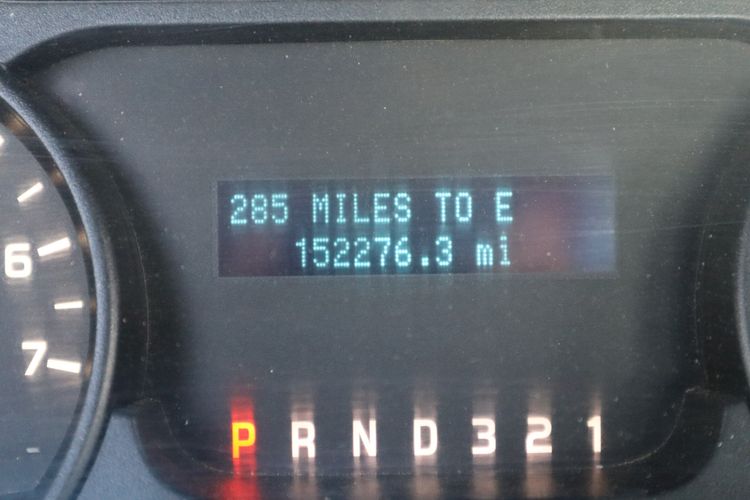 285 MILES TO E
152276.3 mi
6
7
P R N D 3 2 1